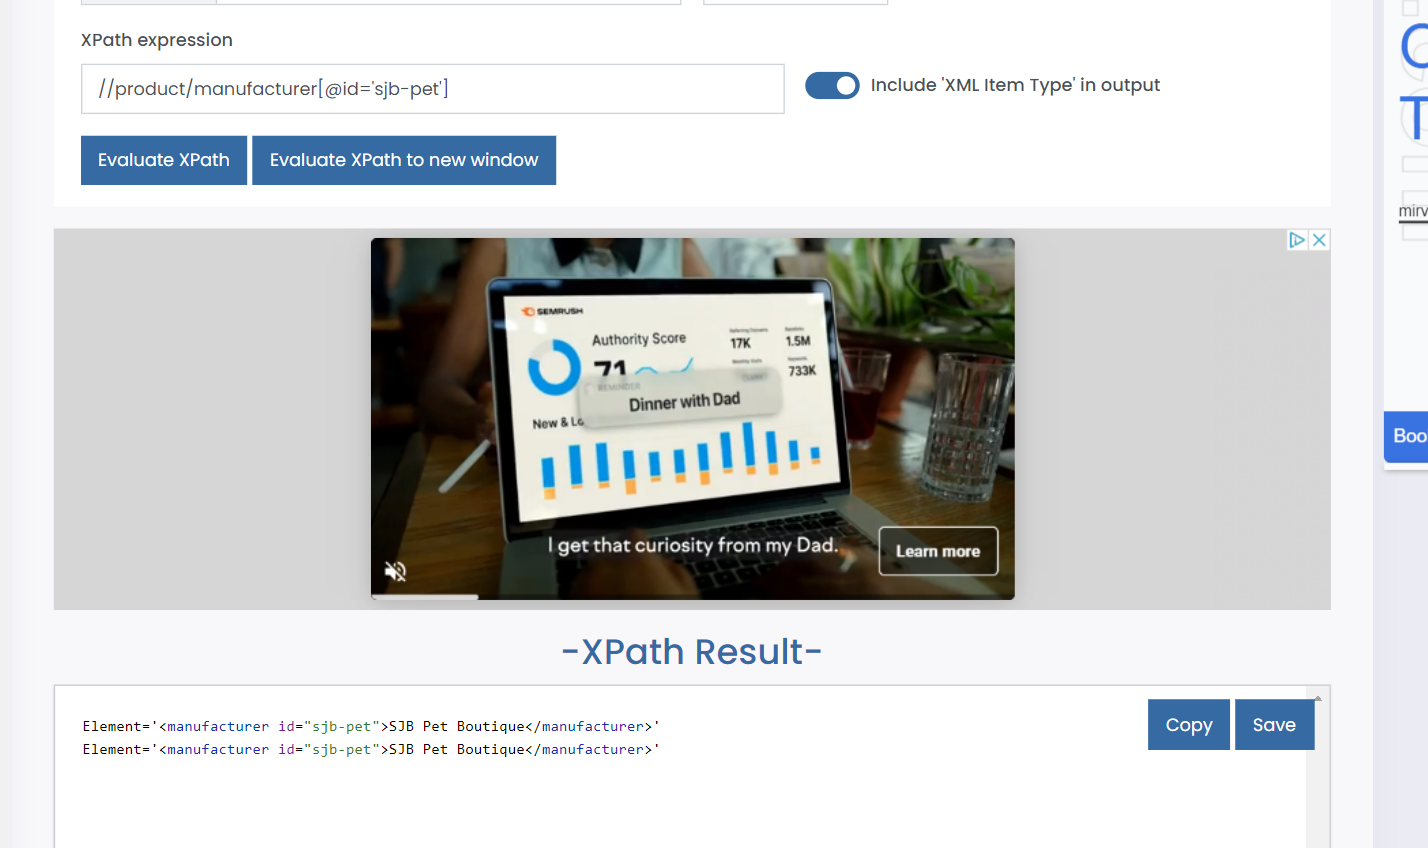 XPath expression
//product/manufacturer[@id='sjb-pet']
Include 'XML Item Type' in output
Evaluate XPath
Evaluate XPath to new window
mirv
SEMRUSH
Authority Score
71
17K
1.5M
733K
REMINDER
Dinner with Dad
New & Lo
I get that curiosity from my Dad.
Learn more
Boo
-XPath Result-
Copy
Save
Element='<manufacturer id="sjb-pet">SJB Pet Boutique</manufacturer>'
Element='<manufacturer id="sjb-pet">SJB Pet Boutique</manufacturer>'